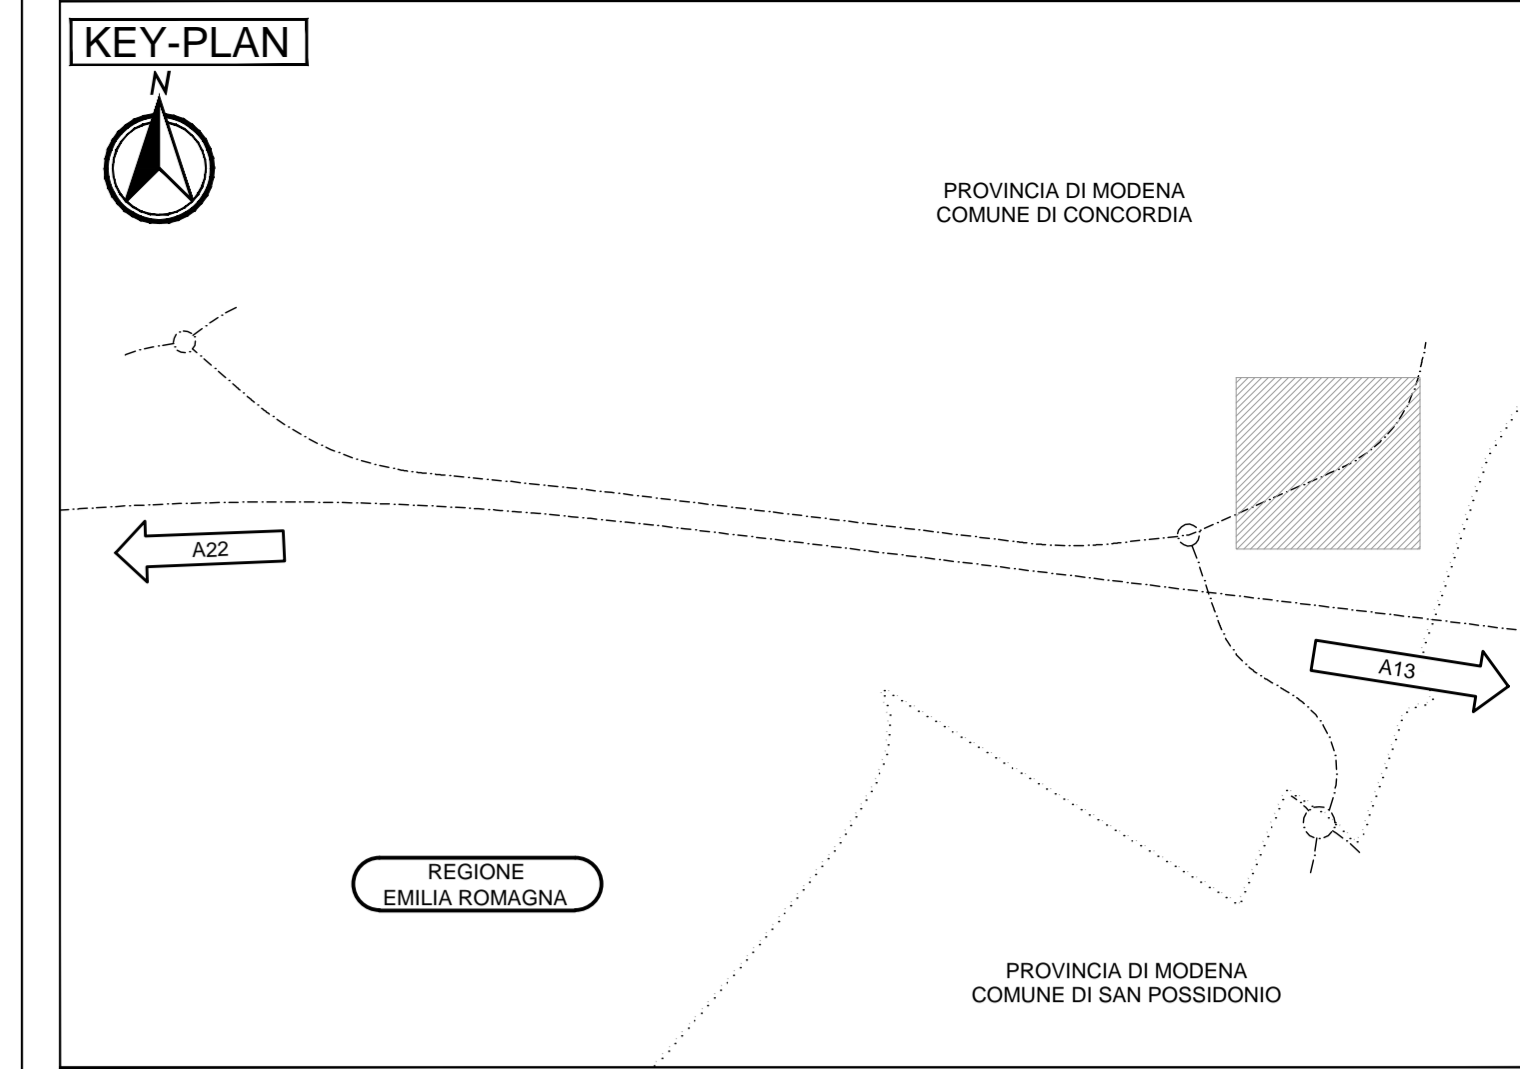 KEY-PLAN
N
PROVINCIA DI MODENA
COMUNE DI CONCORDIA
A22
A13
REGIONE
EMILIA ROMAGNA
PROVINCIA DI MODENA
COMUNE DI SAN POSSIDONIO